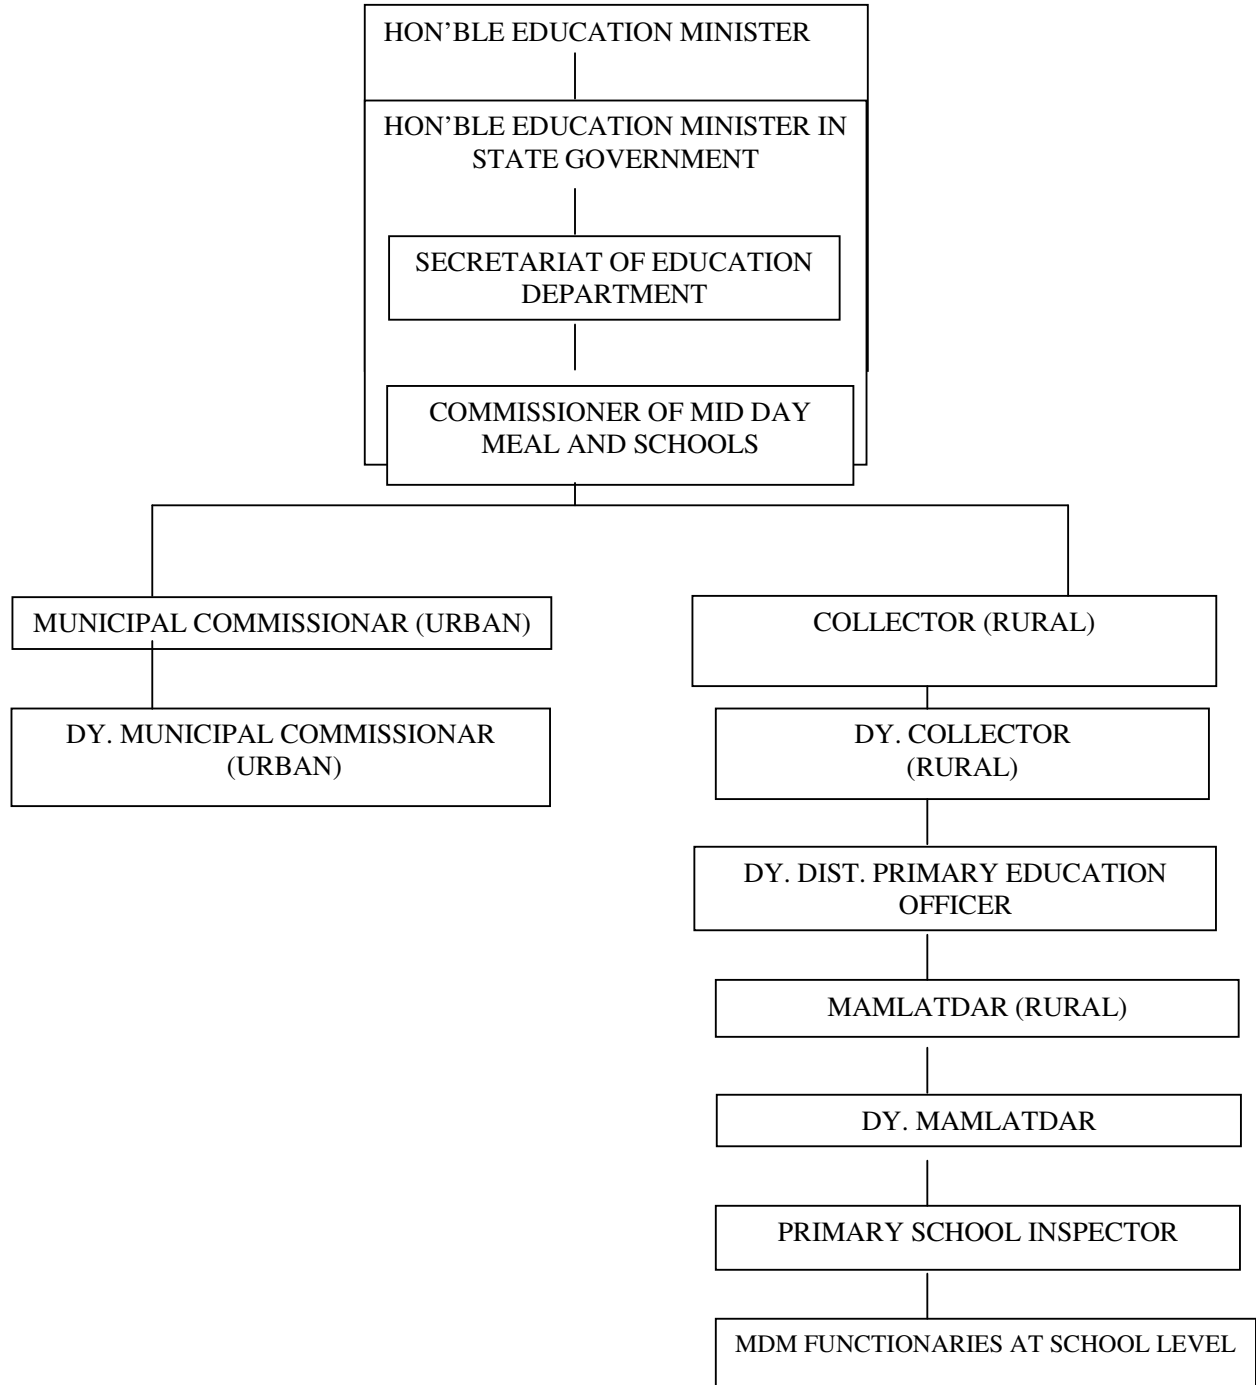 HON’BLE EDUCATION MINISTER
HON’BLE EDUCATION MINISTER IN
STATE GOVERNMENT
SECRETARIAT OF EDUCATION
DEPARTMENT
COMMISSIONER OF MID DAY
MEAL AND SCHOOLS
MUNICIPAL COMMISSIONAR (URBAN)
DY. MUNICIPAL COMMISSIONAR
(URBAN)
COLLECTOR (RURAL)
DY. COLLECTOR
(RURAL)
DY. DIST. PRIMARY EDUCATION
OFFICER
MAMLATDAR (RURAL)
DY. MAMLATDAR
PRIMARY SCHOOL INSPECTOR
MDM FUNCTIONARIES AT SCHOOL LEVEL